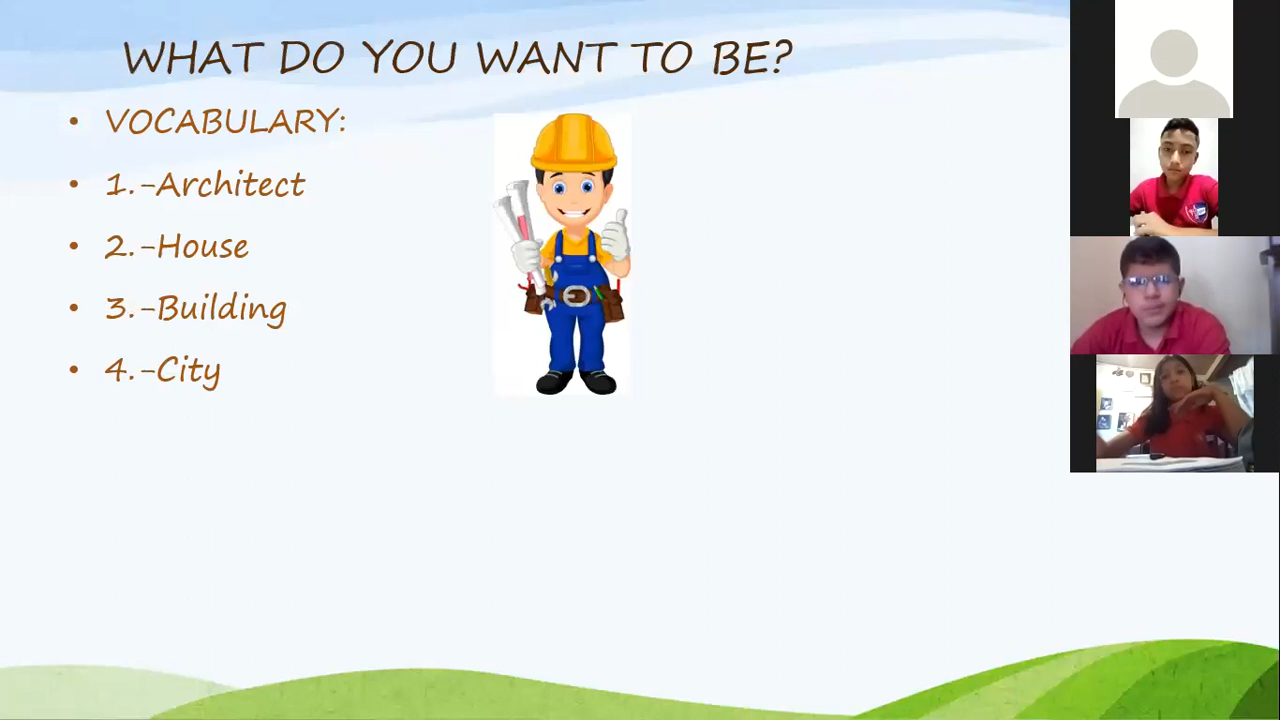 WHAT DO YOU WANT TO BE?
• VOCABULARY:
• 1.-Architect
• 2.-House
• 3.-Building
• 4.-City